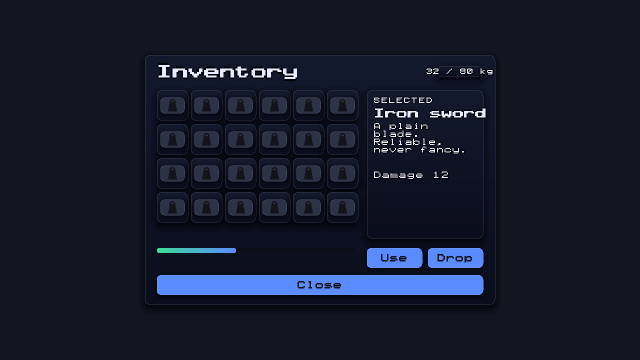 Inventory
32 / 80 kg
SELECTED
Iron sword
A plain
blade.
Reliable,
never fancy.
Damage 12
Use
Drop
Close